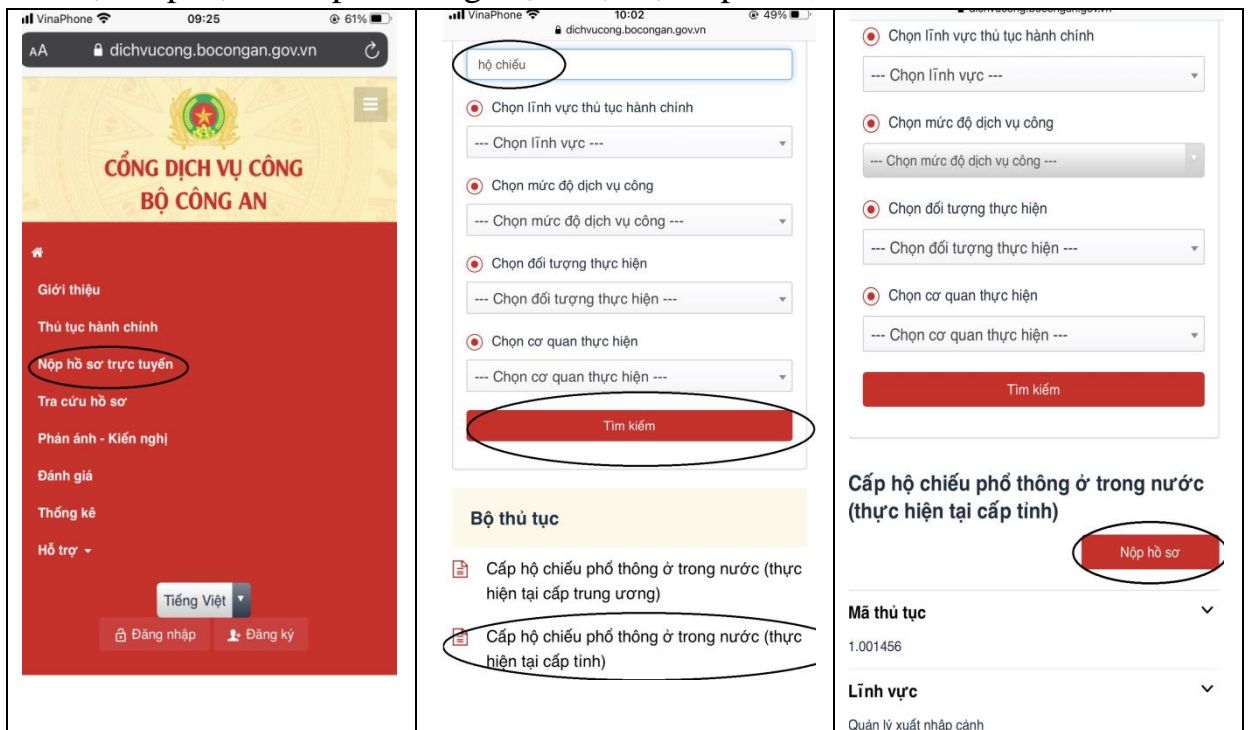 VinaPhone 09:25 61%
AA dichvucong.bocongan.gov.vn
CỔNG DỊCH VỤ CÔNG
BỘ CÔNG AN
Giới thiệu
Thủ tục hành chính
Nộp hồ sơ trực tuyến
Tra cứu hồ sơ
Phản ánh - Kiến nghị
Đánh giá
Thống kê
Hỗ trợ
Tiếng Việt
Đăng nhập Đăng ký
VinaPhone 10:02 49%
dichvucong.bocongan.gov.vn
hộ chiếu
Chọn lĩnh vực thủ tục hành chính
--- Chọn lĩnh vực ---
Chọn mức độ dịch vụ công
--- Chọn mức độ dịch vụ công ---
Chọn đối tượng thực hiện
--- Chọn đối tượng thực hiện ---
Chọn cơ quan thực hiện
--- Chọn cơ quan thực hiện ---
Tìm kiếm
Bộ thủ tục
Cấp hộ chiếu phổ thông ở trong nước (thực
hiện tại cấp trung ương)
Cấp hộ chiếu phổ thông ở trong nước (thực
hiện tại cấp tỉnh)
dichvucong.bocongan.gov.vn
Chọn lĩnh vực thủ tục hành chính
--- Chọn lĩnh vực ---
Chọn mức độ dịch vụ công
--- Chọn mức độ dịch vụ công ---
Chọn đối tượng thực hiện
--- Chọn đối tượng thực hiện ---
Chọn cơ quan thực hiện
--- Chọn cơ quan thực hiện ---
Tìm kiếm
Cấp hộ chiếu phổ thông ở trong nước
(thực hiện tại cấp tỉnh)
Nộp hồ sơ
Mã thủ tục
1.001456
Lĩnh vực
Quản lý xuất nhập cảnh